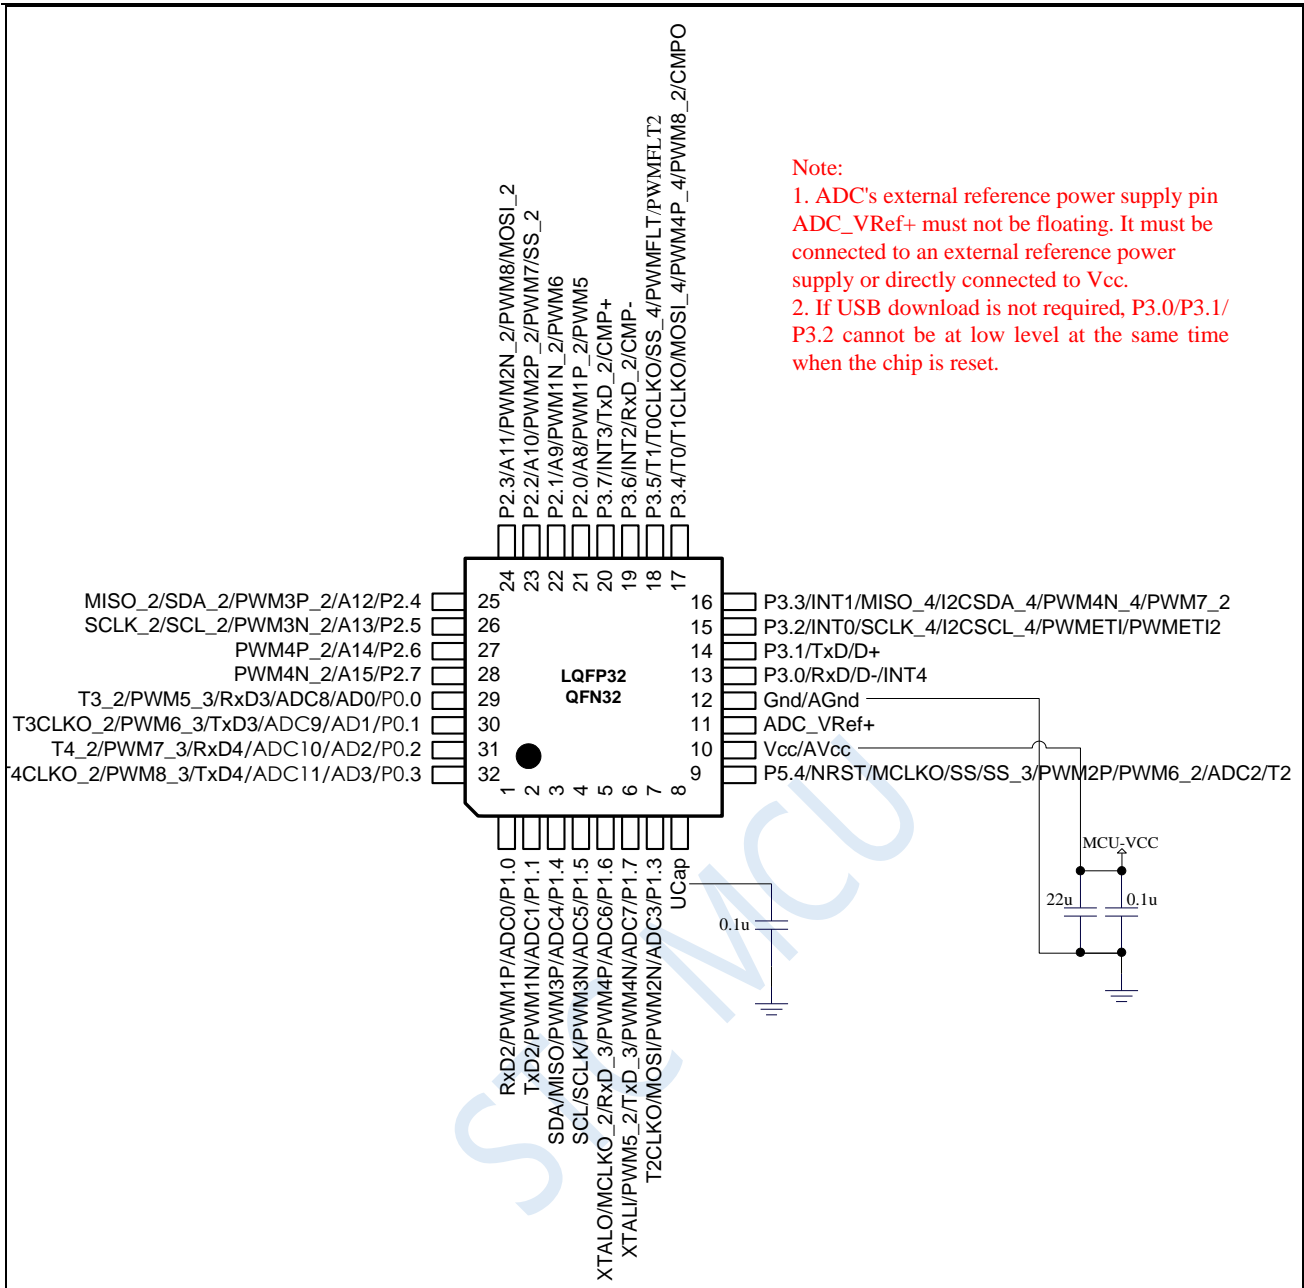 P2.3/A11/PWM2N_2/PWM8/MOSI_2
P2.2/A10/PWM2P_2/PWM7/SS_2
P2.1/A9/PWM1N_2/PWM6
P2.0/A8/PWM1P_2/PWM5
P3.7/INT3/TxD_2/CMP+
P3.6/INT2/RxD_2/CMP-
P3.5/T1/T0CLKO/SS_4/PWMFLT/PWMFLT2
P3.4/T0/T1CLKO/MOSI_4/PWM4P_4/PWM8_2/CMPO
Note:
1. ADC's external reference power supply pin
ADC_VRef+ must not be floating. It must be
connected to an external reference power
supply or directly connected to Vcc.
2. If USB download is not required, P3.0/P3.1/
P3.2 cannot be at low level at the same time
when the chip is reset.
24
23
22
21
20
19
18
17
MISO_2/SDA_2/PWM3P_2/A12/P2.4
25
SCLK_2/SCL_2/PWM3N_2/A13/P2.5
26
PWM4P_2/A14/P2.6
27
PWM4N_2/A15/P2.7
28
T3_2/PWM5_3/RxD3/ADC8/AD0/P0.0
29
T3CLKO_2/PWM6_3/TxD3/ADC9/AD1/P0.1
30
T4_2/PWM7_3/RxD4/ADC10/AD2/P0.2
31
T4CLKO_2/PWM8_3/TxD4/ADC11/AD3/P0.3
32
LQFP32
QFN32
16
P3.3/INT1/MISO_4/I2CSDA_4/PWM4N_4/PWM7_2
15
P3.2/INT0/SCLK_4/I2CSCL_4/PWMETI/PWMETI2
14
P3.1/TxD/D+
13
P3.0/RxD/D-/INT4
12
Gnd/AGnd
11
ADC_VRef+
10
Vcc/AVcc
9
P5.4/NRST/MCLKO/SS/SS_3/PWM2P/PWM6_2/ADC2/T2
1
2
3
4
5
6
7
8
RxD2/PWM1P/ADC0/P1.0
TxD2/PWM1N/ADC1/P1.1
SDA/MISO/PWM3P/ADC4/P1.4
SCL/SCLK/PWM3N/ADC5/P1.5
XTALO/MCLKO_2/RxD_3/PWM4P/ADC6/P1.6
XTALI/PWM5_2/TxD_3/PWM4N/ADC7/P1.7
T2CLKO/MOSI/PWM2N/ADC3/P1.3
UCap
0.1u
MCU-VCC
22u
0.1u
STC MCU